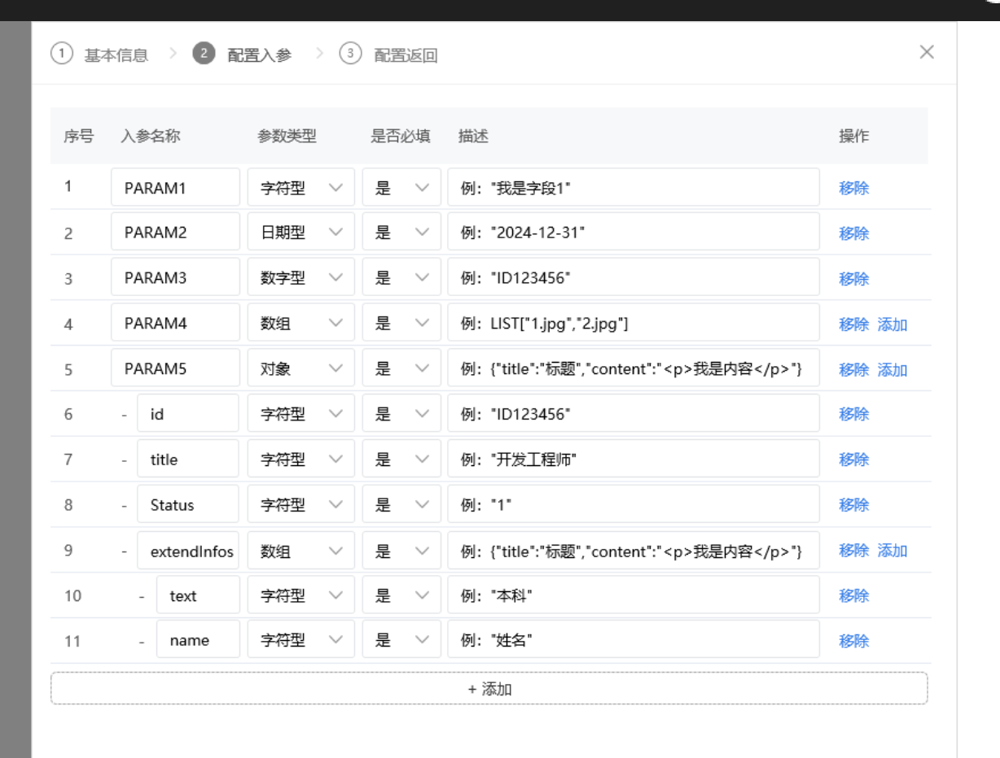 1 基本信息 2 配置入参 3 配置返回
序号 入参名称 参数类型 是否必填 描述 操作
1 PARAM1 字符型 是 例："我是字段1" 移除
2 PARAM2 日期型 是 例："2024-12-31" 移除
3 PARAM3 数字型 是 例："ID123456" 移除
4 PARAM4 数组 是 例：LIST["1.jpg","2.jpg"] 移除 添加
5 PARAM5 对象 是 例：{"title":"标题","content":"<p>我是内容</p>"} 移除 添加
6 - id 字符型 是 例："ID123456" 移除
7 - title 字符型 是 例："开发工程师" 移除
8 - Status 字符型 是 例："1" 移除
9 - extendInfos 数组 是 例：{"title":"标题","content":"<p>我是内容</p>"} 移除 添加
10 - text 字符型 是 例："本科" 移除
11 - name 字符型 是 例："姓名" 移除
+ 添加